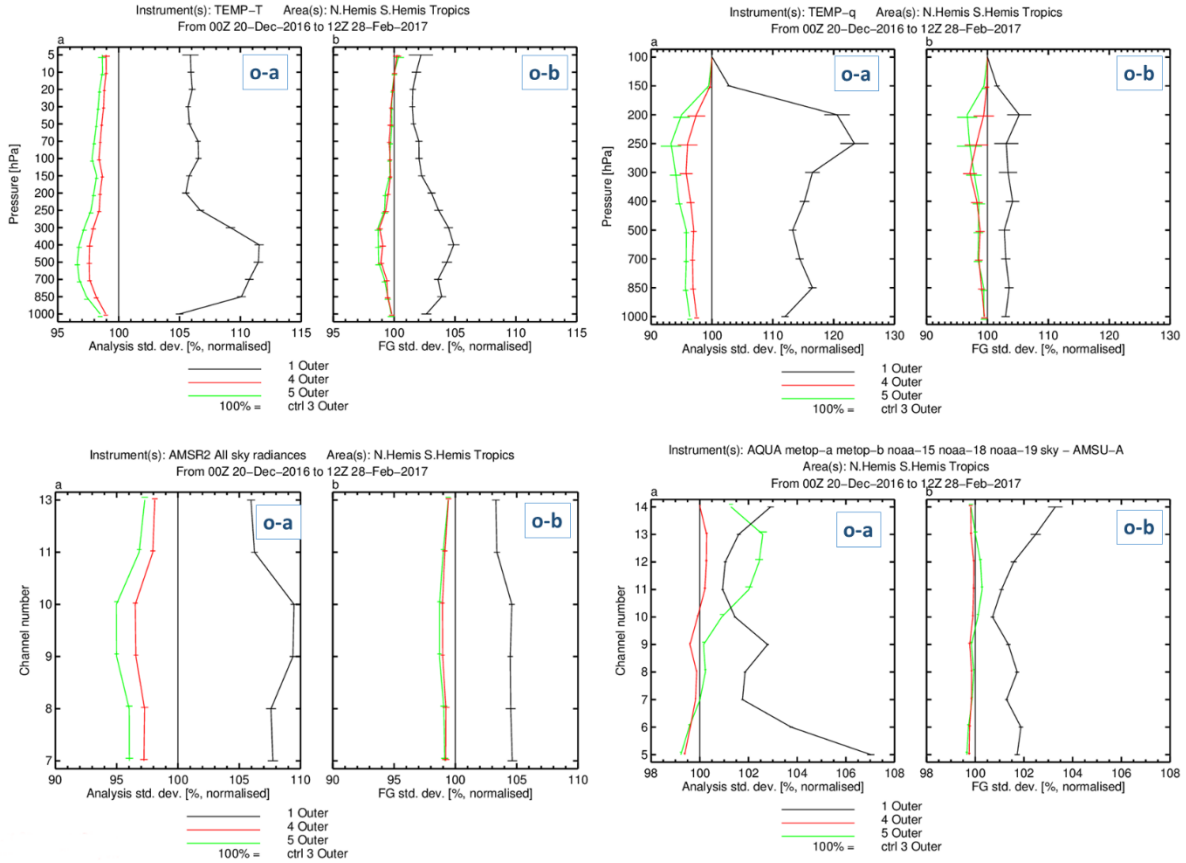 Instrument(s): TEMP-T Area(s): N.Hemis S.Hemis Tropics
From 00Z 20-Dec-2016 to 12Z 28-Feb-2017
a
b
o-a
o-b
Pressure [hPa]
5
10
20
30
50
70
100
150
200
250
300
400
500
700
850
1000
95 100 105 110 115
95 100 105 110 115
Analysis std. dev. [%, normalised]
FG std. dev. [%, normalised]
1 Outer
4 Outer
5 Outer
100% = ctrl 3 Outer
Instrument(s): TEMP-q Area(s): N.Hemis S.Hemis Tropics
From 00Z 20-Dec-2016 to 12Z 28-Feb-2017
a
b
o-a
o-b
Pressure [hPa]
100
150
200
250
300
400
500
700
850
1000
90 100 110 120 130
90 100 110 120 130
Analysis std. dev. [%, normalised]
FG std. dev. [%, normalised]
1 Outer
4 Outer
5 Outer
100% = ctrl 3 Outer
Instrument(s): AMSR2 All sky radiances Area(s): N.Hemis S.Hemis Tropics
From 00Z 20-Dec-2016 to 12Z 28-Feb-2017
a
b
o-a
o-b
Channel number
13
11
10
9
8
7
90 95 100 105 110
90 95 100 105 110
Analysis std. dev. [%, normalised]
FG std. dev. [%, normalised]
1 Outer
4 Outer
5 Outer
100% = ctrl 3 Outer
Instrument(s): AQUA metop-a metop-b noaa-15 noaa-18 noaa-19 sky - AMSU-A
Area(s): N.Hemis S.Hemis Tropics
From 00Z 20-Dec-2016 to 12Z 28-Feb-2017
a
b
o-a
o-b
Channel number
14
13
12
11
10
9
8
7
6
5
98 100 102 104 106 108
98 100 102 104 106 108
Analysis std. dev. [%, normalised]
FG std. dev. [%, normalised]
1 Outer
4 Outer
5 Outer
100% = ctrl 3 Outer